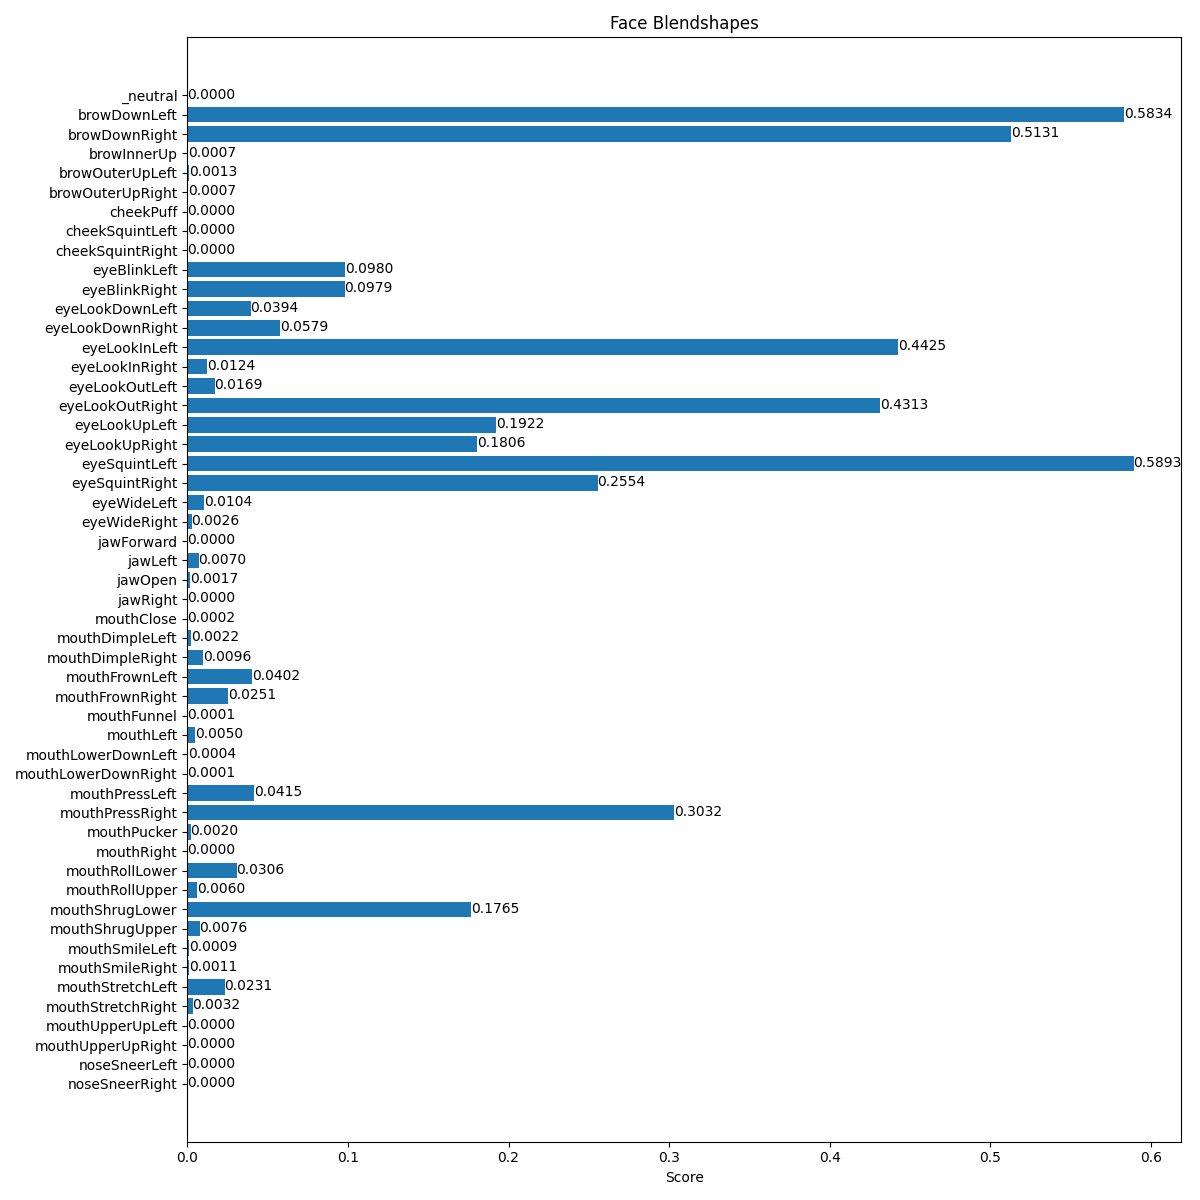 Face Blendshapes
_neutral 0.0000
browDownLeft 0.5834
browDownRight 0.5131
browInnerUp 0.0007
browOuterUpLeft 0.0013
browOuterUpRight 0.0007
cheekPuff 0.0000
cheekSquintLeft 0.0000
cheekSquintRight 0.0000
eyeBlinkLeft 0.0980
eyeBlinkRight 0.0979
eyeLookDownLeft 0.0394
eyeLookDownRight 0.0579
eyeLookInLeft 0.4425
eyeLookInRight 0.0124
eyeLookOutLeft 0.0169
eyeLookOutRight 0.4313
eyeLookUpLeft 0.1922
eyeLookUpRight 0.1806
eyeSquintLeft 0.5893
eyeSquintRight 0.2554
eyeWideLeft 0.0104
eyeWideRight 0.0026
jawForward 0.0000
jawLeft 0.0070
jawOpen 0.0017
jawRight 0.0000
mouthClose 0.0002
mouthDimpleLeft 0.0022
mouthDimpleRight 0.0096
mouthFrownLeft 0.0402
mouthFrownRight 0.0251
mouthFunnel 0.0001
mouthLeft 0.0050
mouthLowerDownLeft 0.0004
mouthLowerDownRight 0.0001
mouthPressLeft 0.0415
mouthPressRight 0.3032
mouthPucker 0.0020
mouthRight 0.0000
mouthRollLower 0.0306
mouthRollUpper 0.0060
mouthShrugLower 0.1765
mouthShrugUpper 0.0076
mouthSmileLeft 0.0009
mouthSmileRight 0.0011
mouthStretchLeft 0.0231
mouthStretchRight 0.0032
mouthUpperUpLeft 0.0000
mouthUpperUpRight 0.0000
noseSneerLeft 0.0000
noseSneerRight 0.0000
0.0 0.1 0.2 0.3 0.4 0.5 0.6
Score